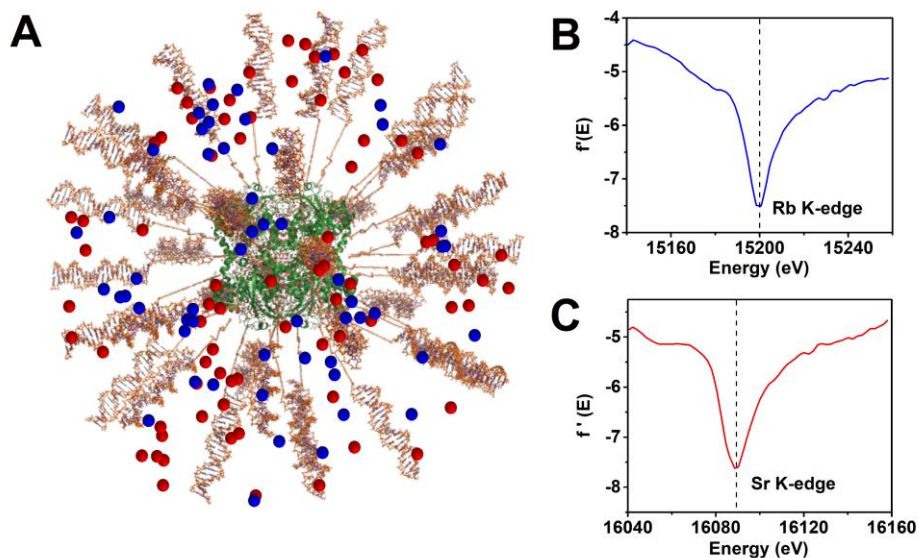 A
B
-4
-5
-6
-7
-8
f'(E)
Rb K-edge
15160 15200 15240
Energy (eV)
C
-5
-6
-7
-8
f '(E)
Sr K-edge
16040 16080 16120 16160
Energy (eV)